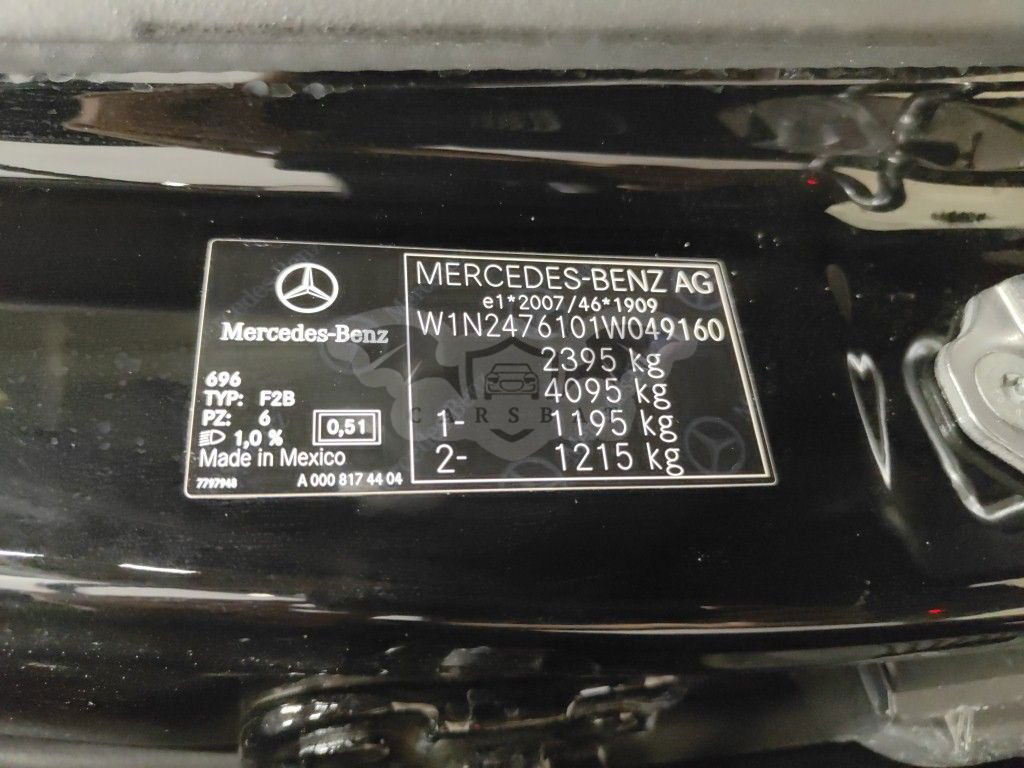 Mercedes-Benz
696
TYP: F2B
PZ: 6
1,0 %
0,51
Made in Mexico
7797948
A 000 817 44 04
MERCEDES-BENZ AG
e1*2007/46*1909
W1N2476101W049160
2395 kg
4095 kg
1- 1195 kg
2- 1215 kg
CARSBAT